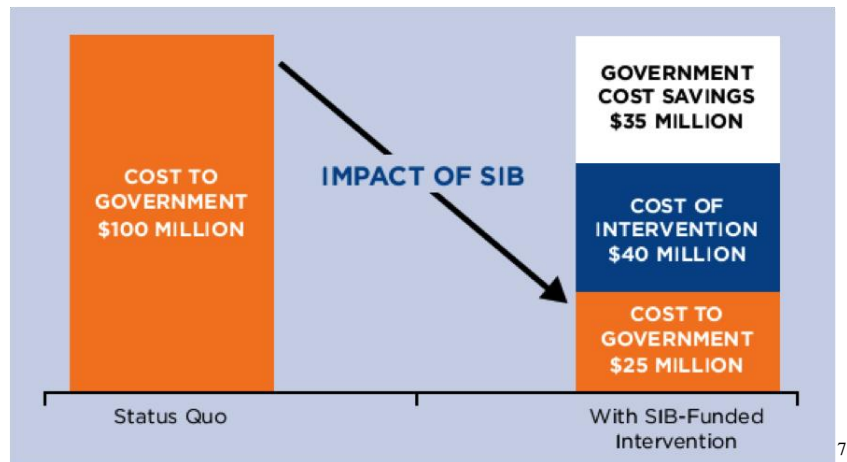 COST TO
GOVERNMENT
$100 MILLION
IMPACT OF SIB
GOVERNMENT
COST SAVINGS
$35 MILLION
COST OF
INTERVENTION
$40 MILLION
COST TO
GOVERNMENT
$25 MILLION
Status Quo
With SIB-Funded
Intervention
7